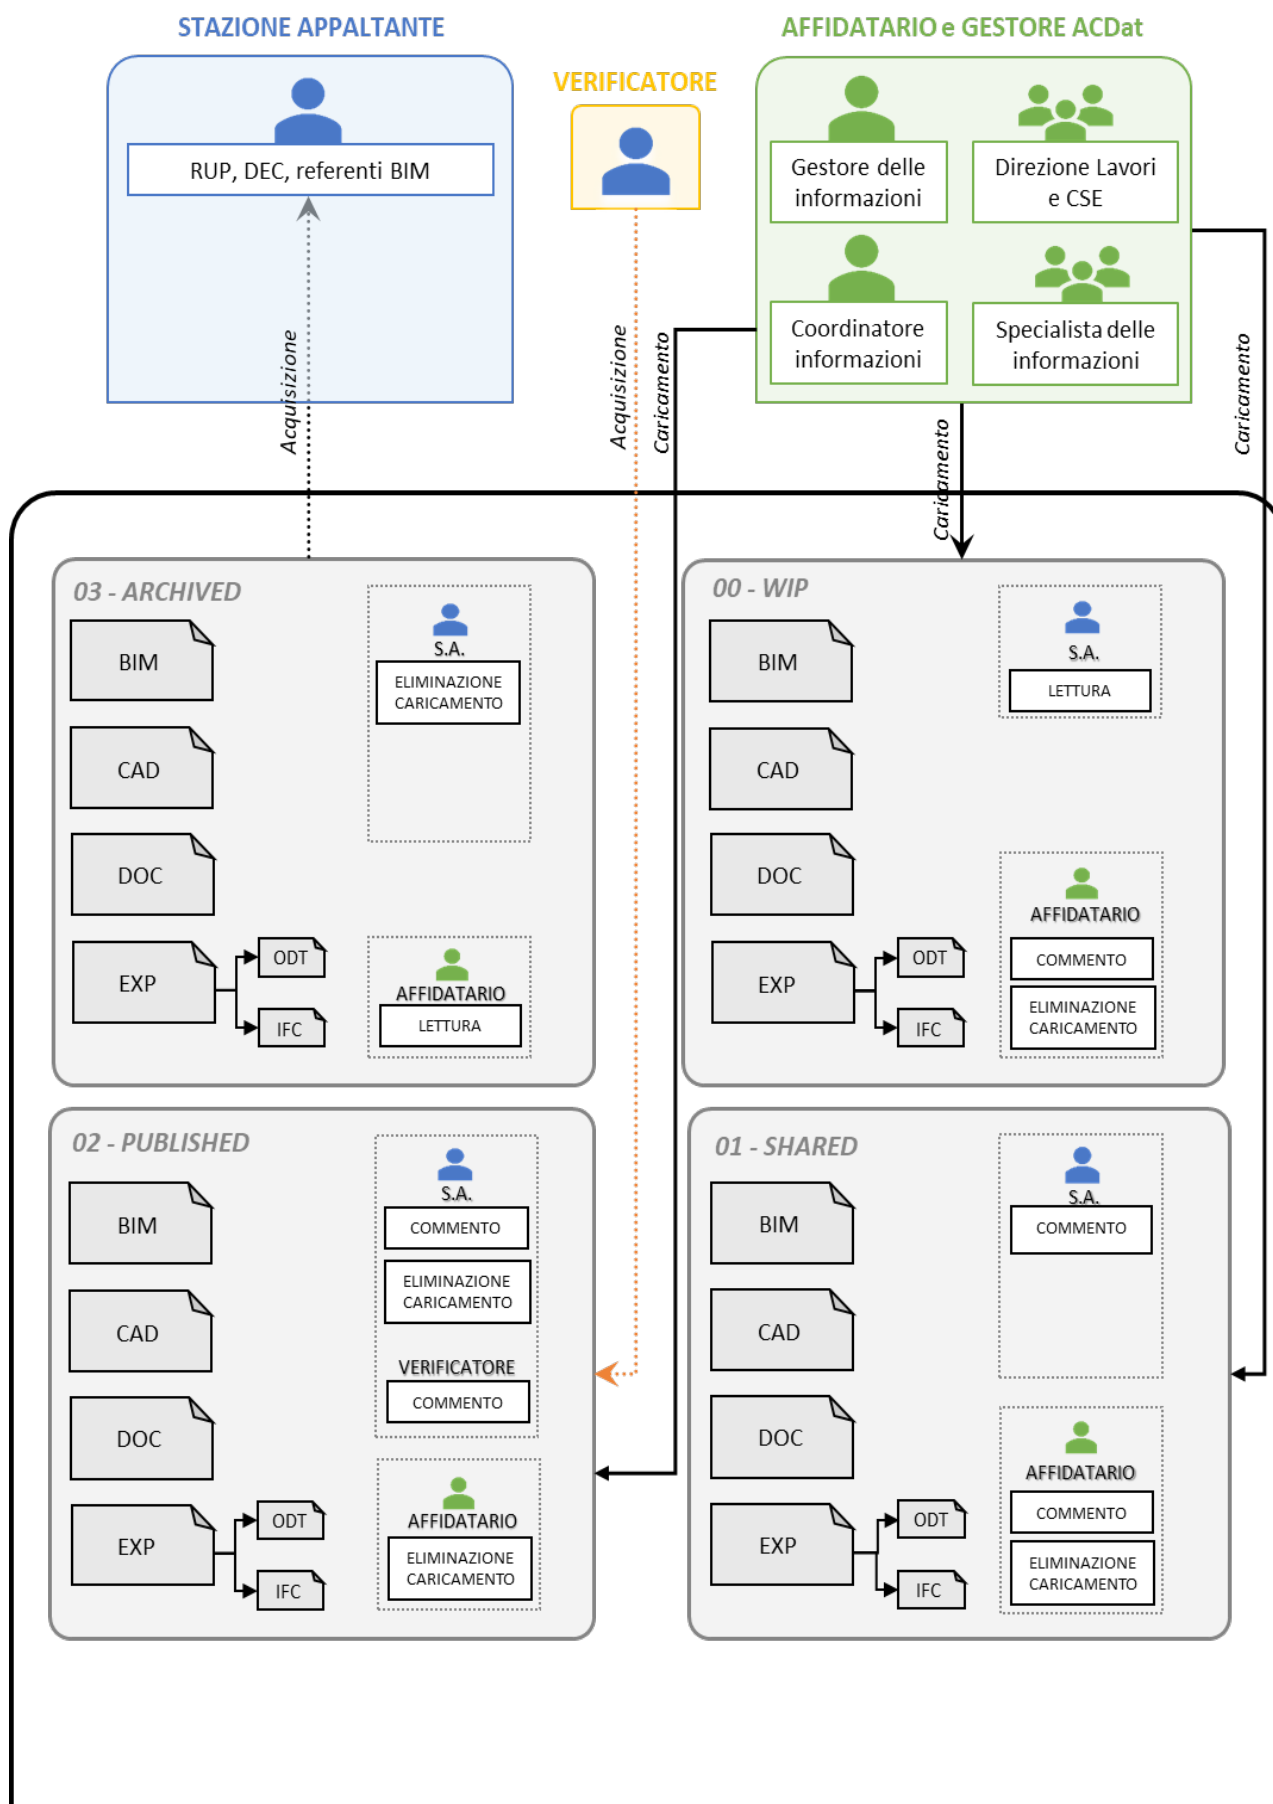 STAZIONE APPALTANTE
RUP, DEC, referenti BIM
VERIFICATORE
AFFIDATARIO e GESTORE ACDat
Gestore delle
informazioni
Direzione Lavori
e CSE
Coordinatore
informazioni
Specialista delle
informazioni
Acquisizione
Acquisizione
Caricamento
Caricamento
Caricamento
03 - ARCHIVED
BIM
CAD
DOC
EXP
ODT
IFC
S.A.
ELIMINAZIONE
CARICAMENTO
AFFIDATARIO
LETTURA
00 - WIP
BIM
CAD
DOC
EXP
ODT
IFC
S.A.
LETTURA
AFFIDATARIO
COMMENTO
ELIMINAZIONE
CARICAMENTO
02 - PUBLISHED
BIM
CAD
DOC
EXP
ODT
IFC
S.A.
COMMENTO
ELIMINAZIONE
CARICAMENTO
VERIFICATORE
COMMENTO
AFFIDATARIO
ELIMINAZIONE
CARICAMENTO
01 - SHARED
BIM
CAD
DOC
EXP
ODT
IFC
S.A.
COMMENTO
AFFIDATARIO
COMMENTO
ELIMINAZIONE
CARICAMENTO